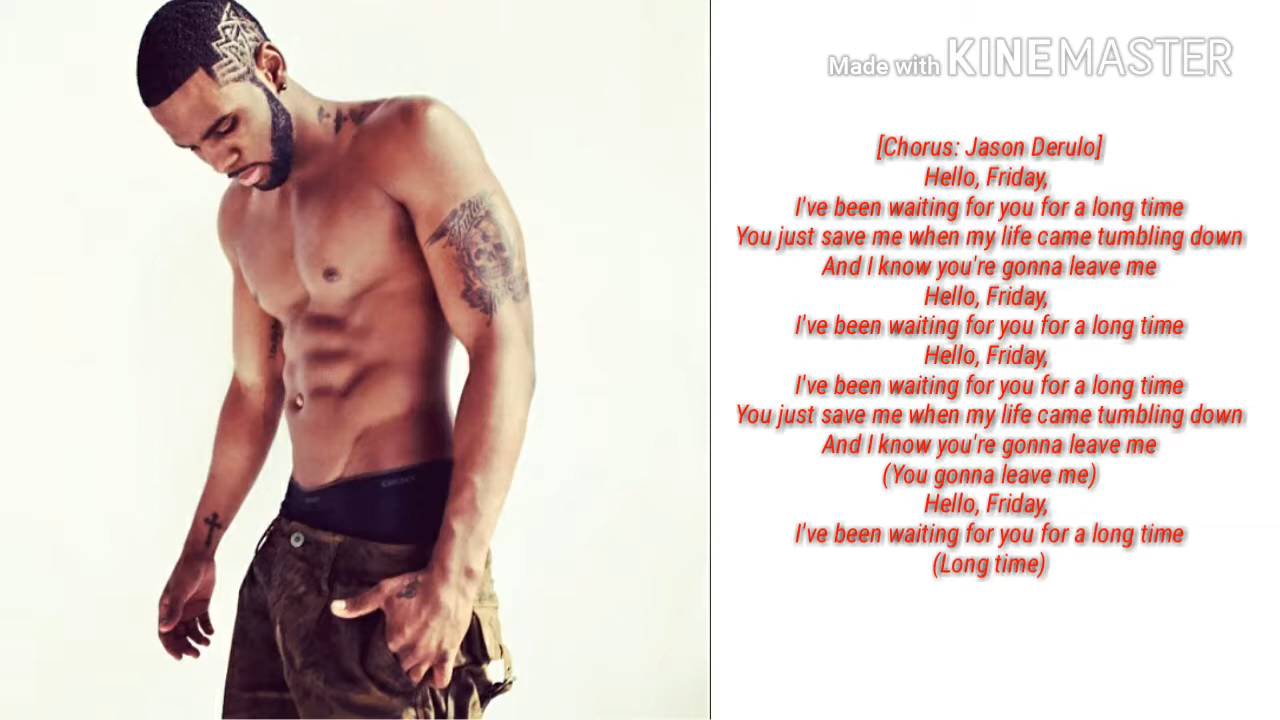 Made with KINEMASTER
[Chorus: Jason Derulo]
Hello, Friday,
I've been waiting for you for a long time
You just save me when my life came tumbling down
And I know you're gonna leave me
Hello, Friday,
I've been waiting for you for a long time
Hello, Friday,
I've been waiting for you for a long time
You just save me when my life came tumbling down
And I know you're gonna leave me
(You gonna leave me)
Hello, Friday,
I've been waiting for you for a long time
(Long time)